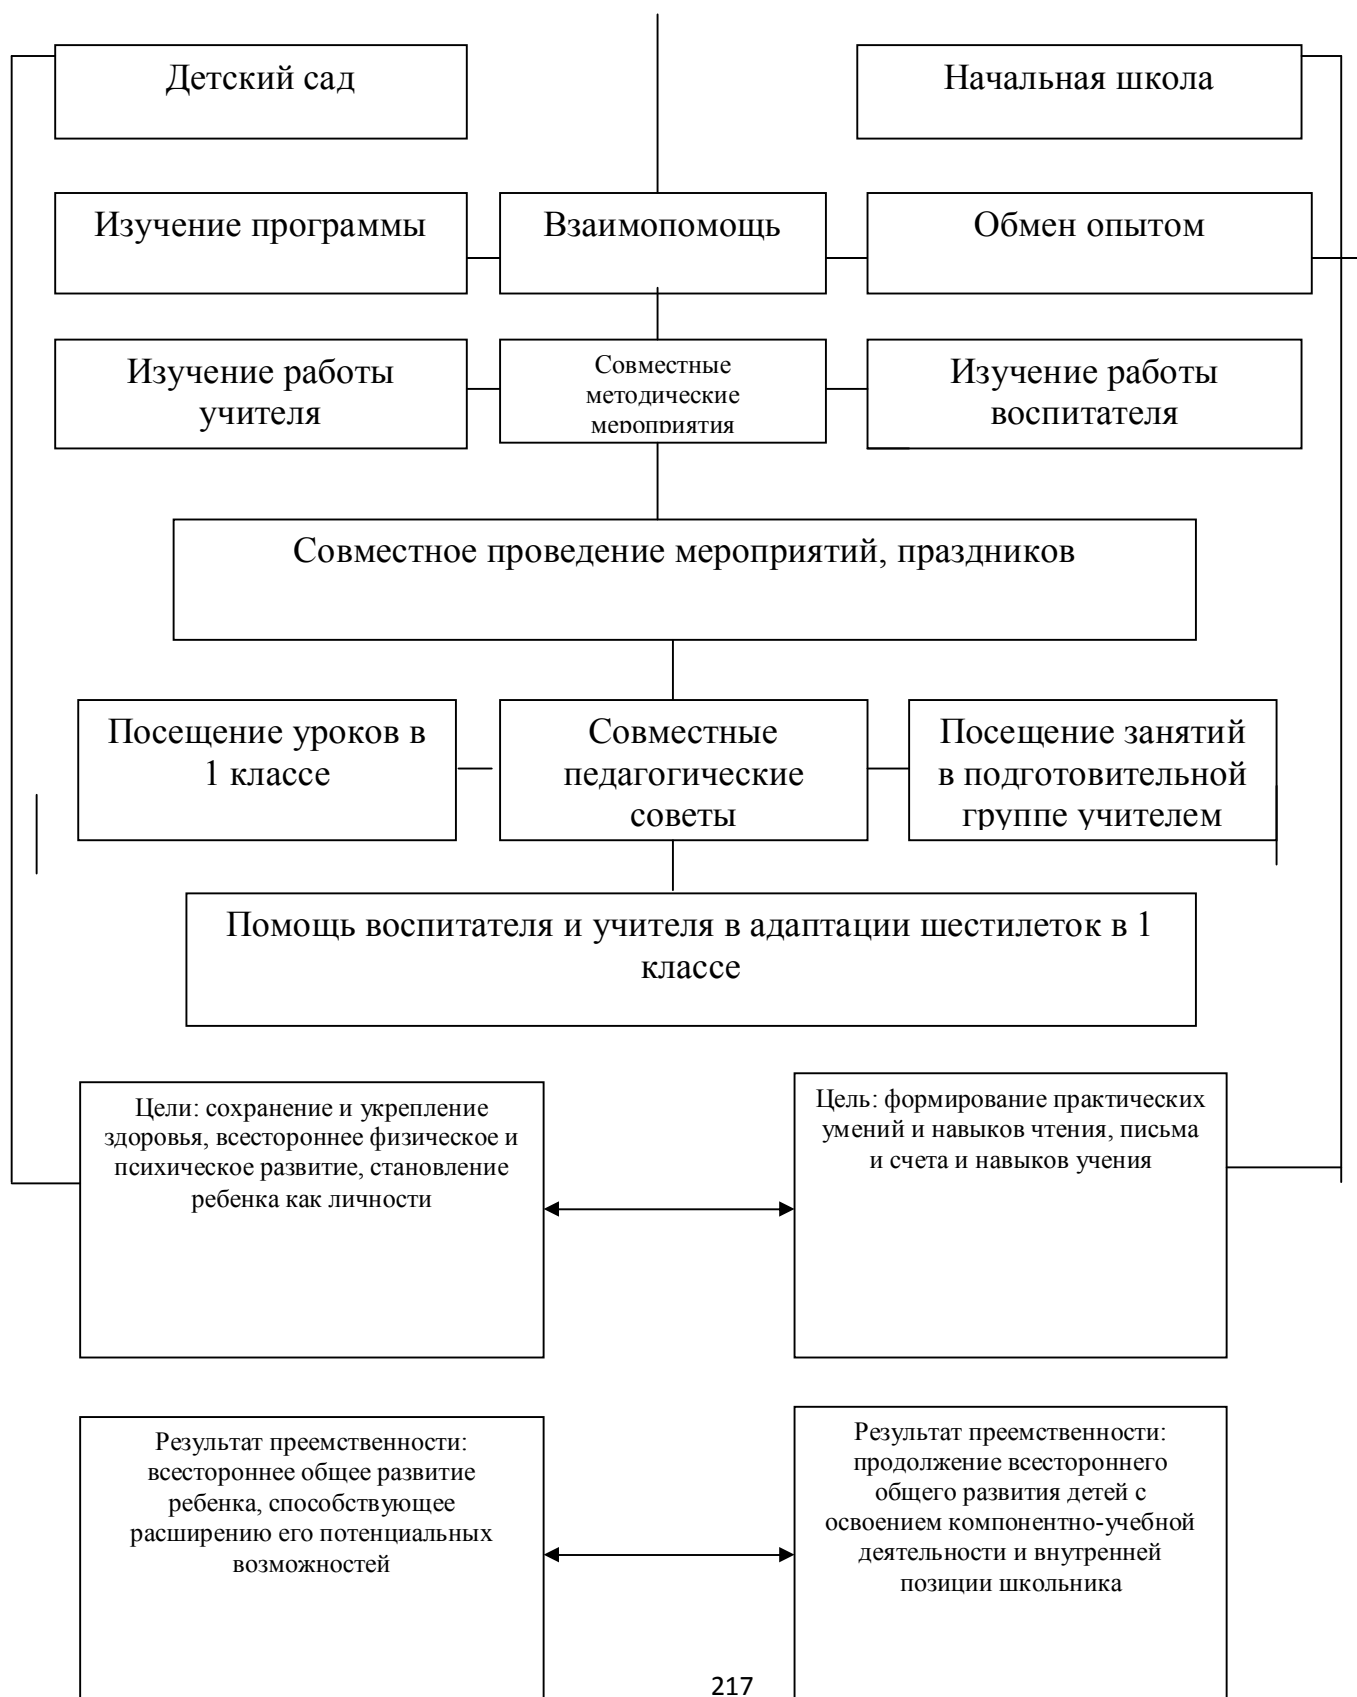 Детский сад
Начальная школа
Изучение программы
Взаимопомощь
Обмен опытом
Изучение работы
учителя
Совместные
методические
мероприятия
Изучение работы
воспитателя
Совместное проведение мероприятий, праздников
Посещение уроков в
1 классе
Совместные
педагогические
советы
Посещение занятий
в подготовительной
группе учителем
Помощь воспитателя и учителя в адаптации шестилеток в 1
классе
Цели: сохранение и укрепление
здоровья, всестороннее физическое и
психическое развитие, становление
ребенка как личности
Цель: формирование практических
умений и навыков чтения, письма
и счета и навыков учения
Результат преемственности:
всестороннее общее развитие
ребенка, способствующее
расширению его потенциальных
возможностей
Результат преемственности:
продолжение всестороннего
общего развития детей с
освоением компонентно-учебной
деятельности и внутренней
позиции школьника
217